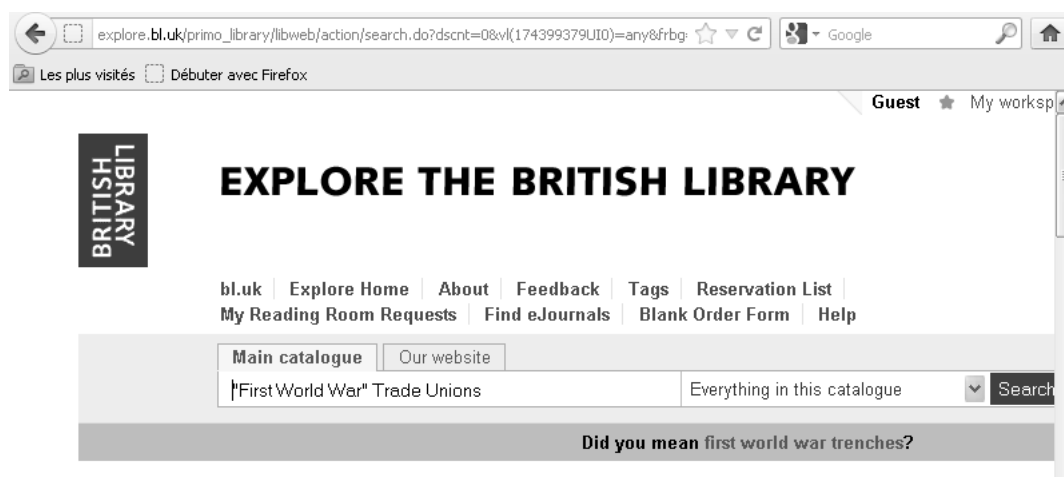 explore.bl.uk/primo_library/libweb/action/search.do?dscnt=0&vl(174399379UI0)=any&frbg: Google
Les plus visités Débuter avec Firefox
Guest My worksp
BRITISH
LIBRARY
EXPLORE THE BRITISH LIBRARY
bl.uk Explore Home About Feedback Tags Reservation List
My Reading Room Requests Find eJournals Blank Order Form Help
Main catalogue Our website
"First World War" Trade Unions Everything in this catalogue Search
Did you mean first world war trenches?